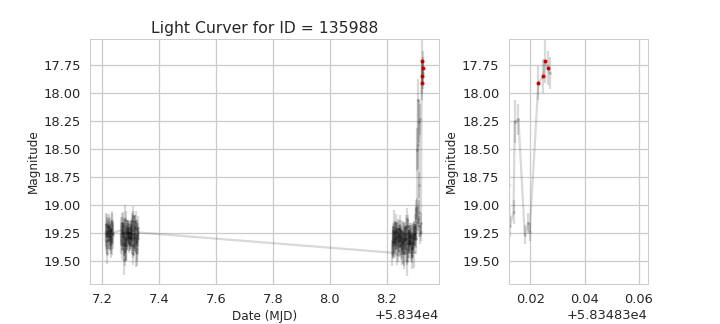 Light Curver for ID = 135988
17.75
18.00
18.25
18.50
18.75
19.00
19.25
19.50
Magnitude
7.2 7.4 7.6 7.8 8.0 8.2
Date (MJD)
+5.834e4
17.75
18.00
18.25
18.50
18.75
19.00
19.25
19.50
Magnitude
0.02 0.04 0.06
+5.83483e4